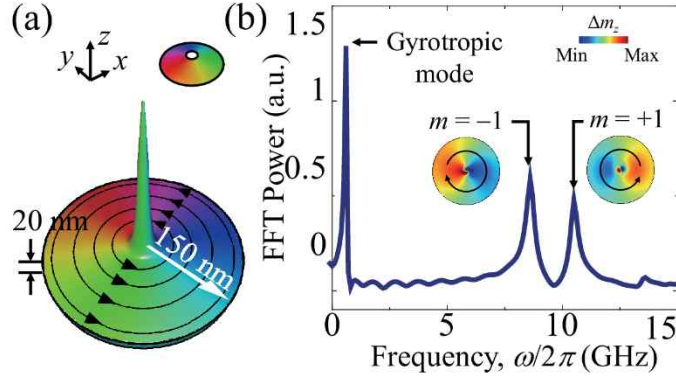 (a)
z
y
x
20 nm
150 nm
(b)
FFT Power (a.u.)
1
1.5
0.5
0
Gyrotropic
mode
Δm_z
Min Max
m = −1
m = +1
0 5 10 15
Frequency, ω/2π (GHz)